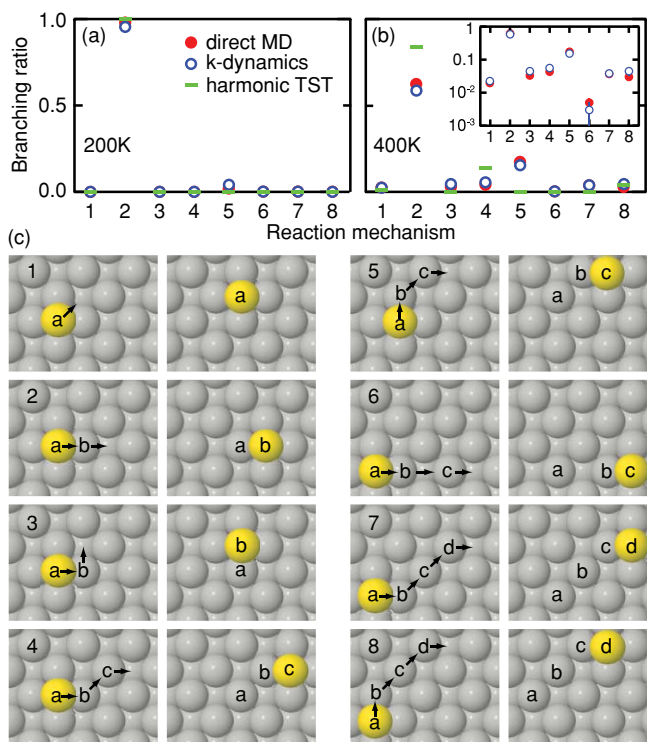 (a)
direct MD
k-dynamics
harmonic TST
200K
Branching ratio
1.0
0.5
0.0
1 2 3 4 5 6 7 8
(b)
400K
1
0.1
10-2
10-3
1 2 3 4 5 6 7 8
1 2 3 4 5 6 7 8
Reaction mechanism
(c)
1
a
a
2
a b
a b
3
a b
b
a
4
a b c
a b c
5
a b c
a b c
6
a b c
a b c
7
a b c d
a b c d
8
a b c d
a b c d